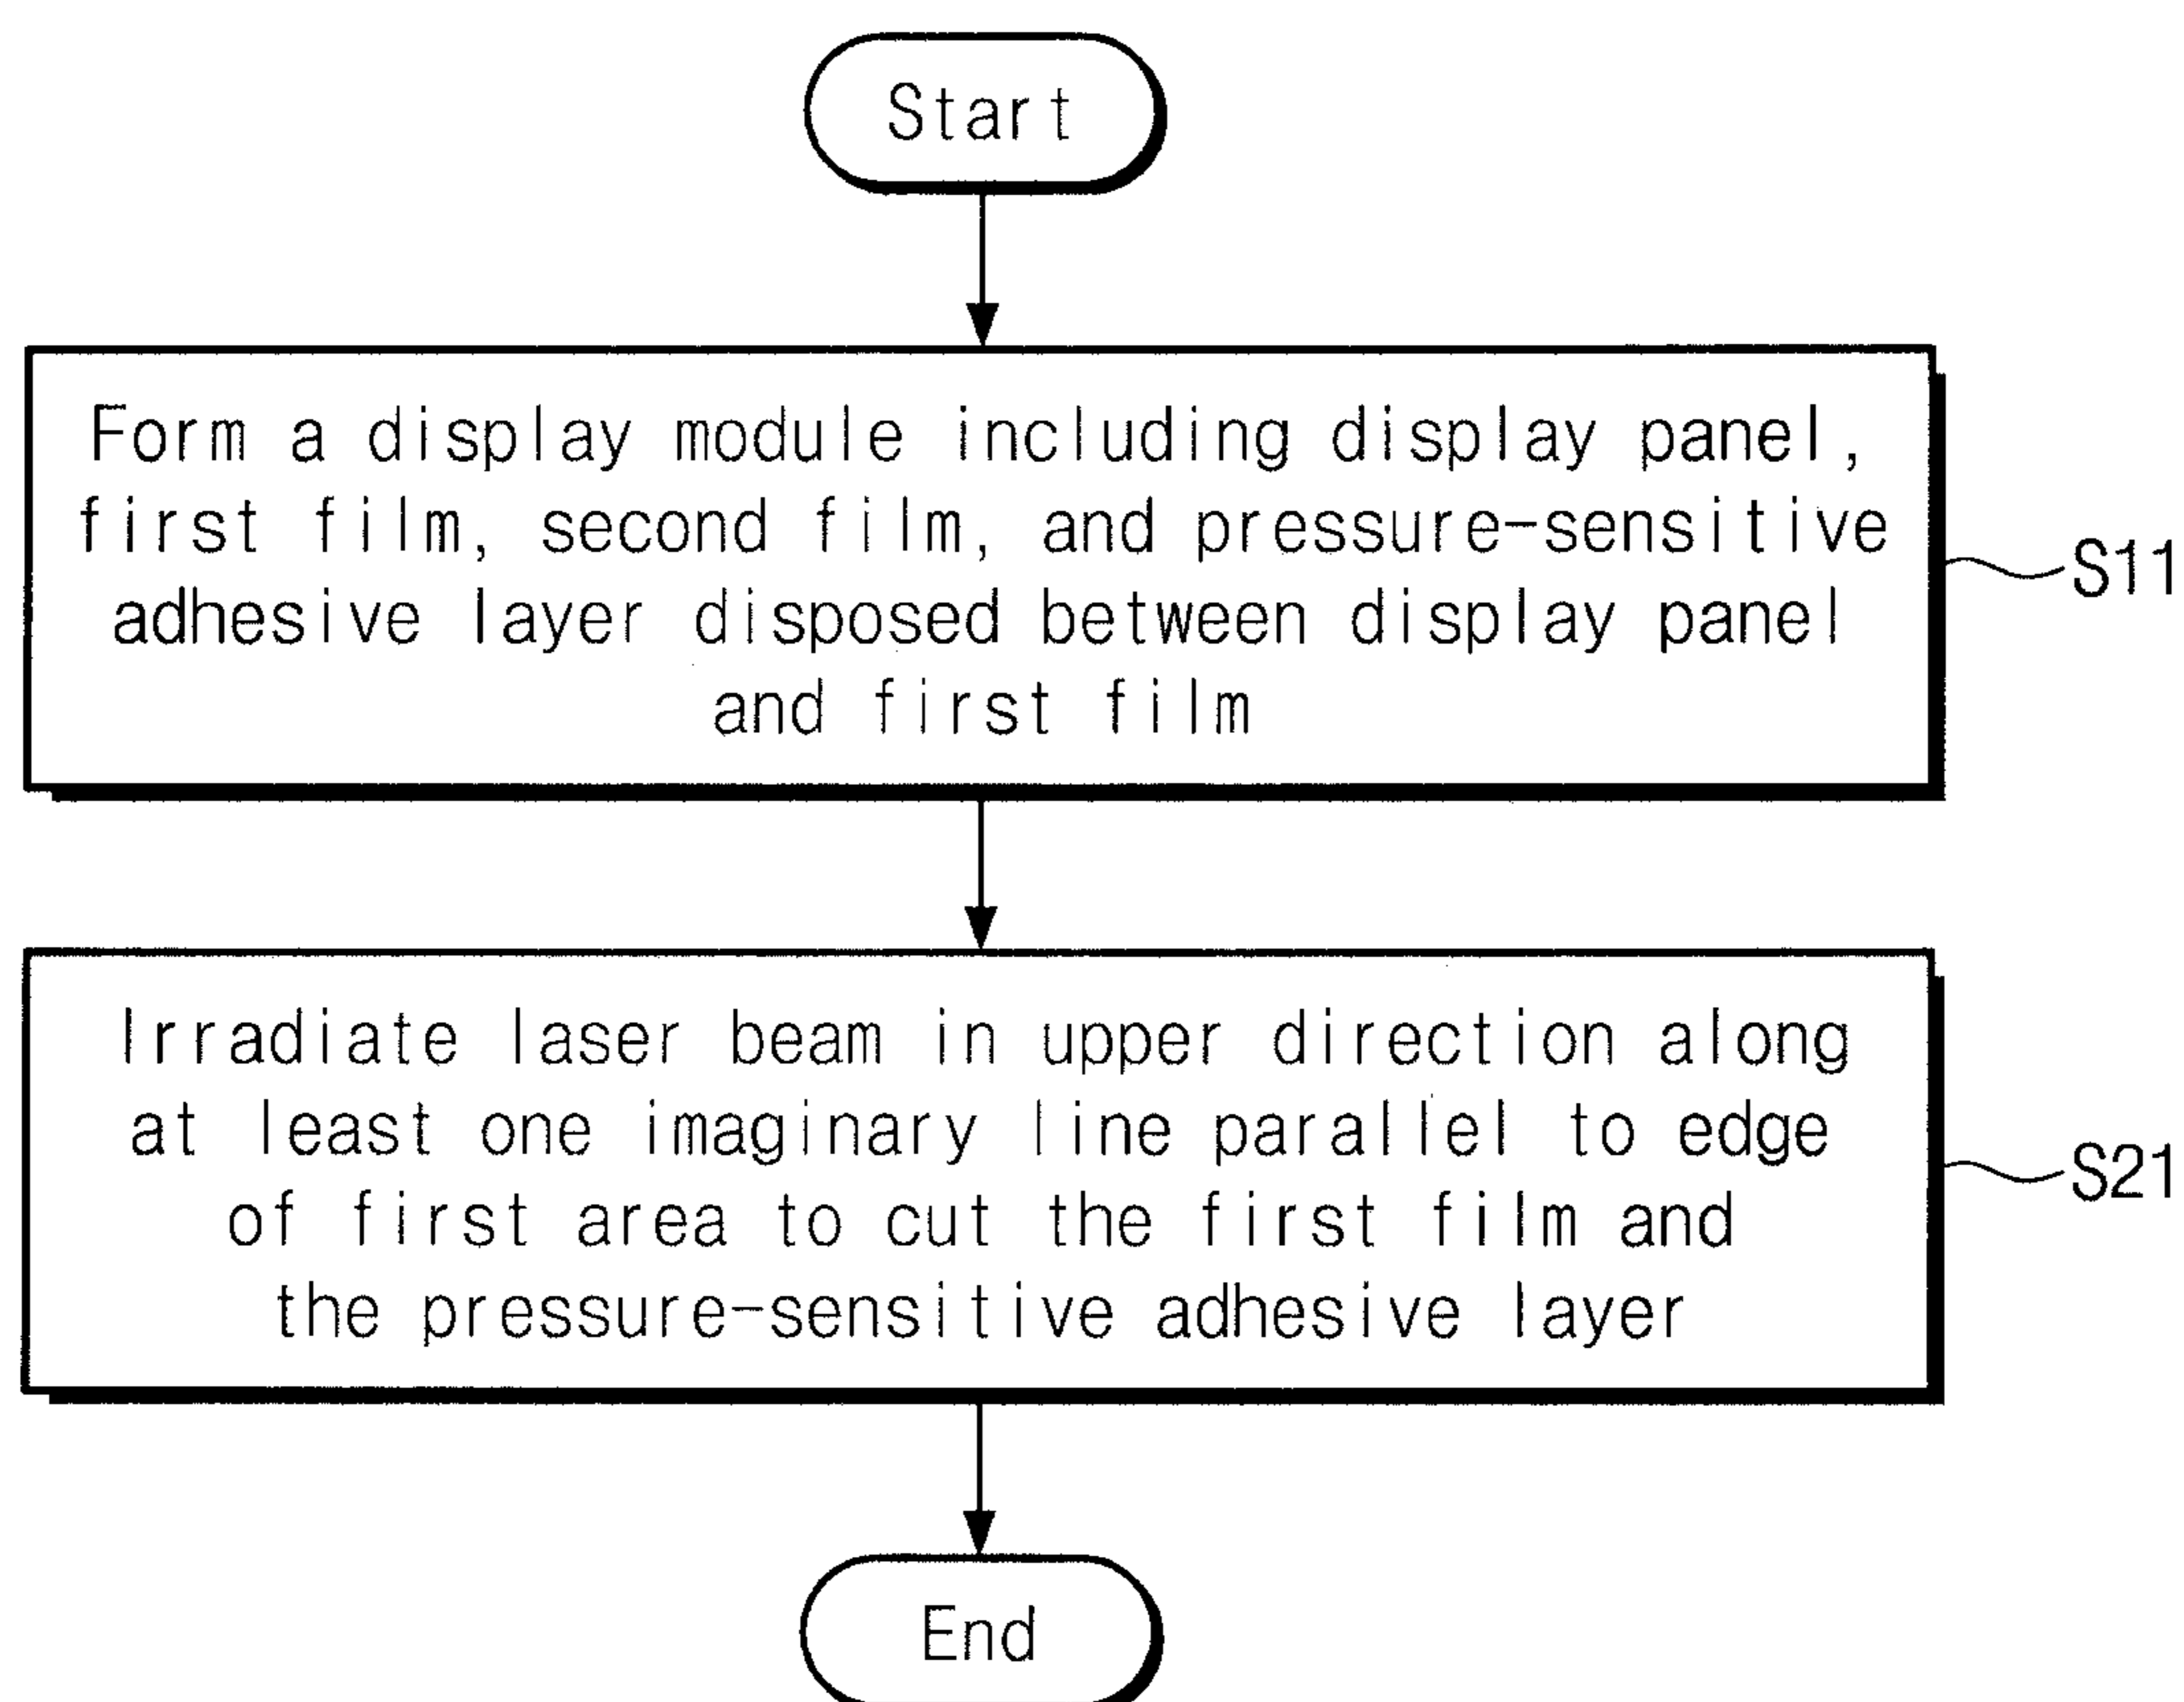 Start
Form a display module including display panel,
first film, second film, and pressure-sensitive
adhesive layer disposed between display panel
and first film
S11
Irradiate laser beam in upper direction along
at least one imaginary line parallel to edge
of first area to cut the first film and
the pressure-sensitive adhesive layer
S21
End